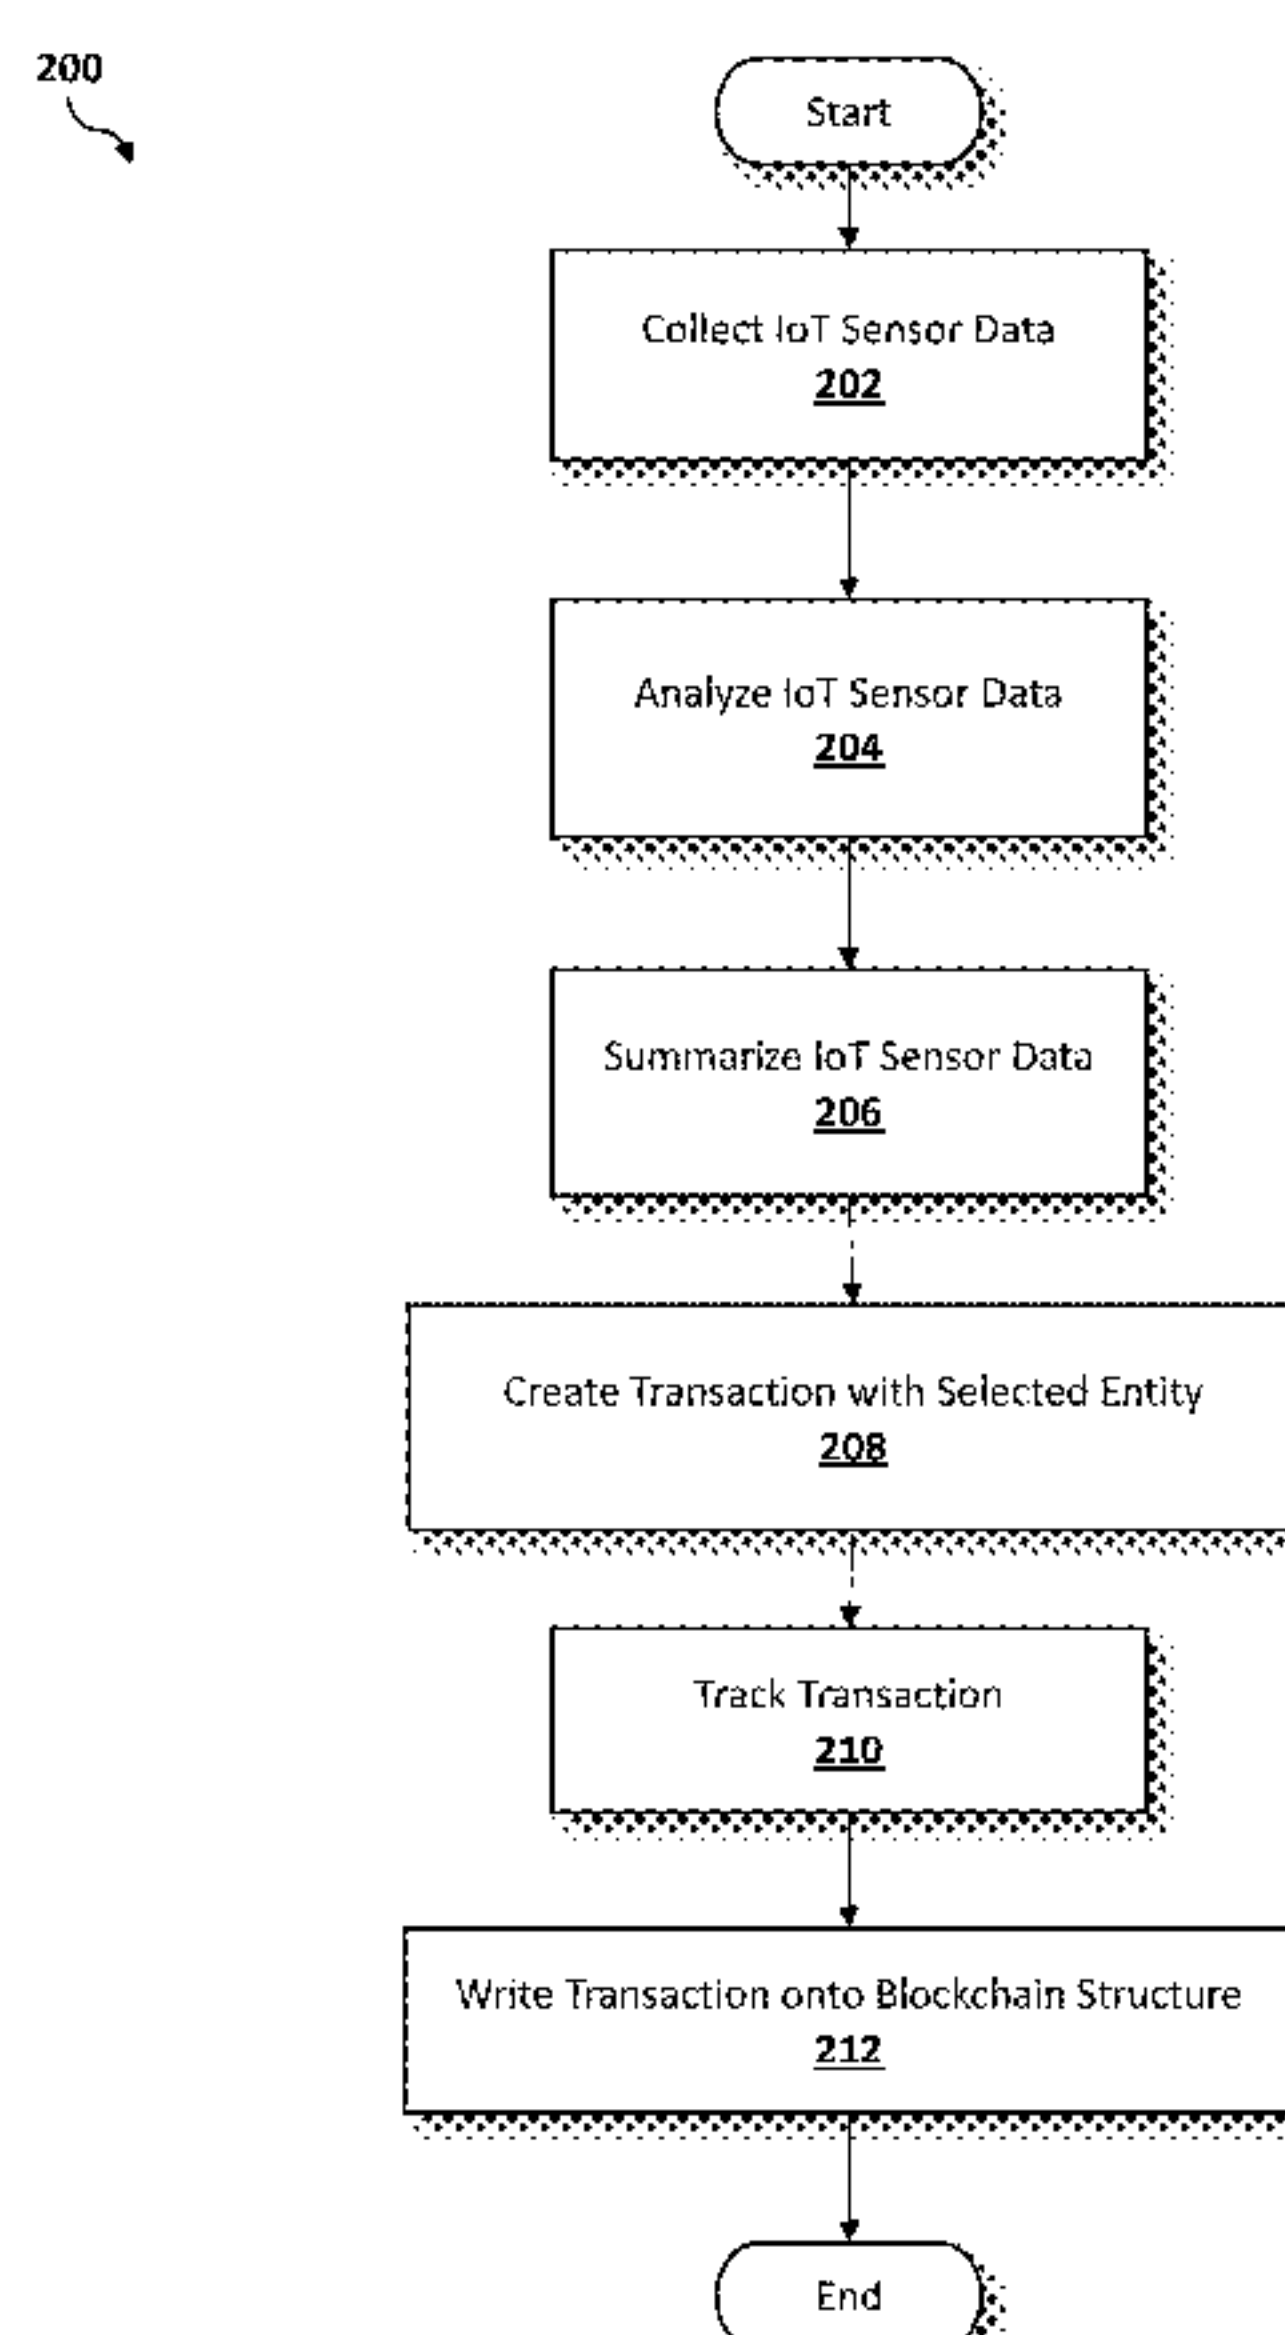 200
Start
Collect IoT Sensor Data
202
Analyze IoT Sensor Data
204
Summarize IoT Sensor Data
206
Create Transaction with Selected Entity
208
Track Transaction
210
Write Transaction onto Blockchain Structure
212
End